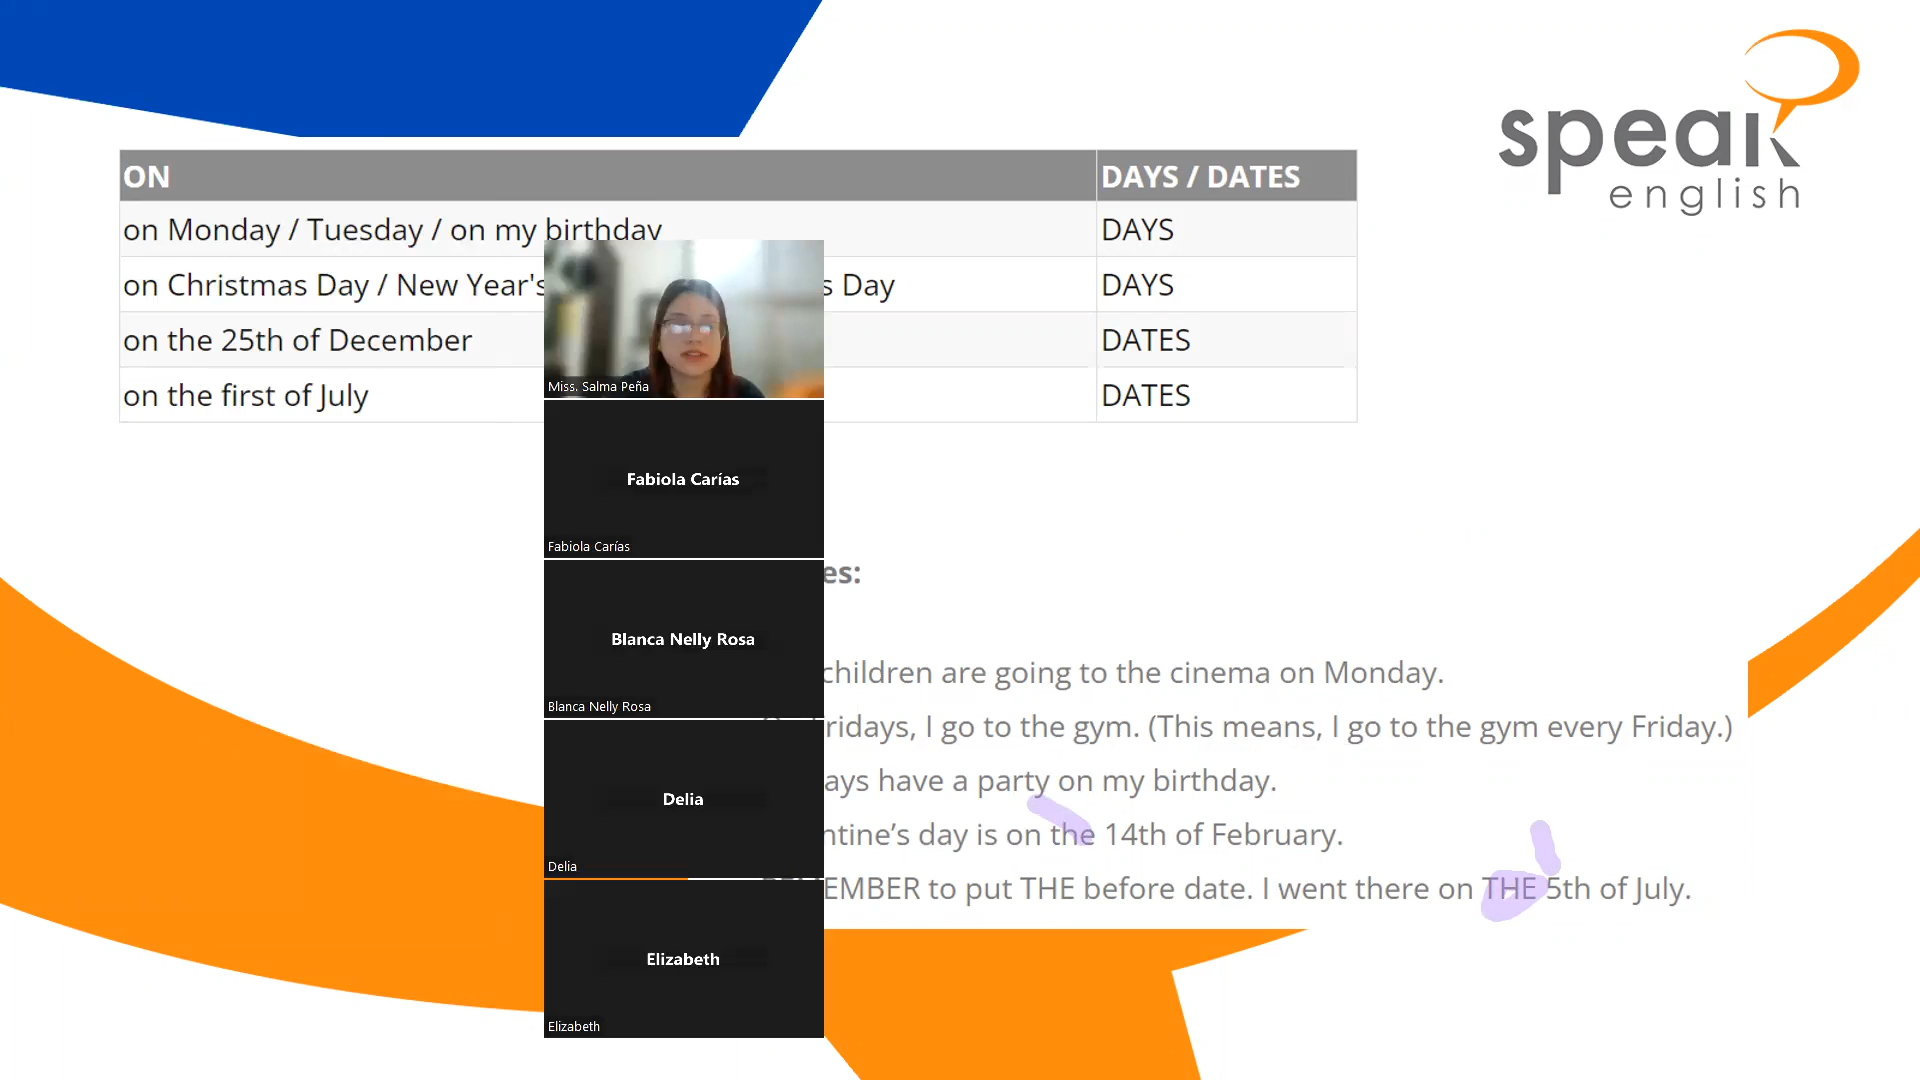 speak
english
ON DAYS / DATES
on Monday / Tuesday / on my birthday DAYS
on Christmas Day / New Year's s Day DAYS
on the 25th of December DATES
on the first of July DATES
Miss. Salma Peña
Fabiola Carías
Fabiola Carías
es:
Blanca Nelly Rosa
children are going to the cinema on Monday.
Blanca Nelly Rosa
ridays, I go to the gym. (This means, I go to the gym every Friday.)
ays have a party on my birthday.
Delia
ntine’s day is on the 14th of February.
Delia
EMBER to put THE before date. I went there on THE 5th of July.
Elizabeth
Elizabeth